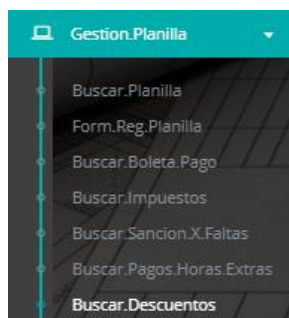 Gestion.Planilla
Buscar.Planilla
Form.Reg.Planilla
Buscar.Boleta.Pago
Buscar.Impuestos
Buscar.Sancion.X.Faltas
Buscar.Pagos.Horas.Extras
Buscar.Descuentos